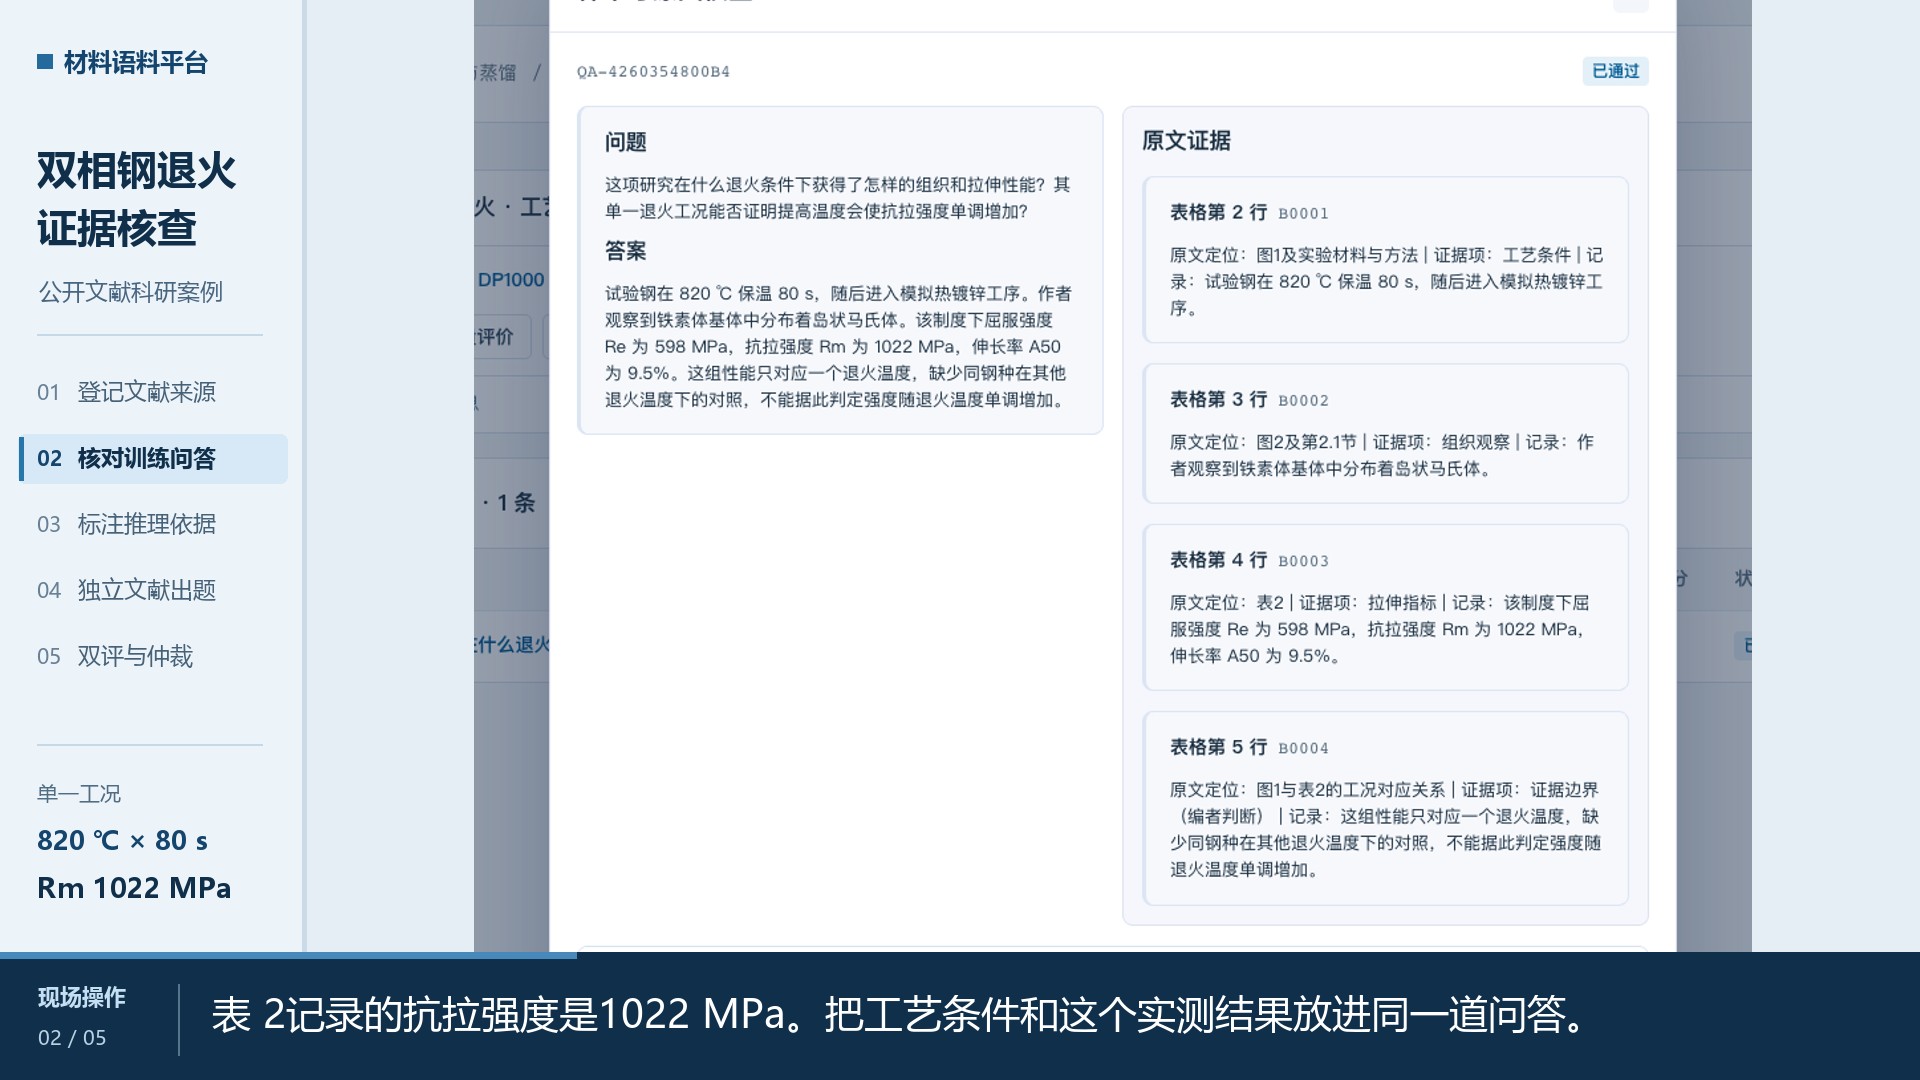 材料语料平台
双相钢退火
证据核查
公开文献科研案例
01 登记文献来源
02 核对训练问答
03 标注推理依据
04 独立文献出题
05 双评与仲裁
单一工况
820 ℃ × 80 s
Rm 1022 MPa
蒸馏 /
火 · 工艺
DP1000
评价
· 1 条
什么退火
QA-4260354800B4
已通过
问题
这项研究在什么退火条件下获得了怎样的组织和拉伸性能？其
单一退火工况能否证明提高温度会使抗拉强度单调增加？
答案
试验钢在 820 ℃ 保温 80 s，随后进入模拟热镀锌工序。作者
观察到铁素体基体中分布着岛状马氏体。该制度下屈服强度
Re 为 598 MPa，抗拉强度 Rm 为 1022 MPa，伸长率 A50
为 9.5%。这组性能只对应一个退火温度，缺少同钢种在其他
退火温度下的对照，不能据此判定强度随退火温度单调增加。
原文证据
表格第 2 行 B0001
原文定位：图1及实验材料与方法 | 证据项：工艺条件 | 记
录：试验钢在 820 ℃ 保温 80 s，随后进入模拟热镀锌工
序。
表格第 3 行 B0002
原文定位：图2及第2.1节 | 证据项：组织观察 | 记录：作
者观察到铁素体基体中分布着岛状马氏体。
表格第 4 行 B0003
原文定位：表2 | 证据项：拉伸指标 | 记录：该制度下屈
服强度 Re 为 598 MPa，抗拉强度 Rm 为 1022 MPa，
伸长率 A50 为 9.5%。
表格第 5 行 B0004
原文定位：图1与表2的工况对应关系 | 证据项：证据边界
（编者判断） | 记录：这组性能只对应一个退火温度，缺
少同钢种在其他退火温度下的对照，不能据此判定强度随
退火温度单调增加。
状
现场操作
02 / 05
表 2记录的抗拉强度是1022 MPa。把工艺条件和这个实测结果放进同一道问答。